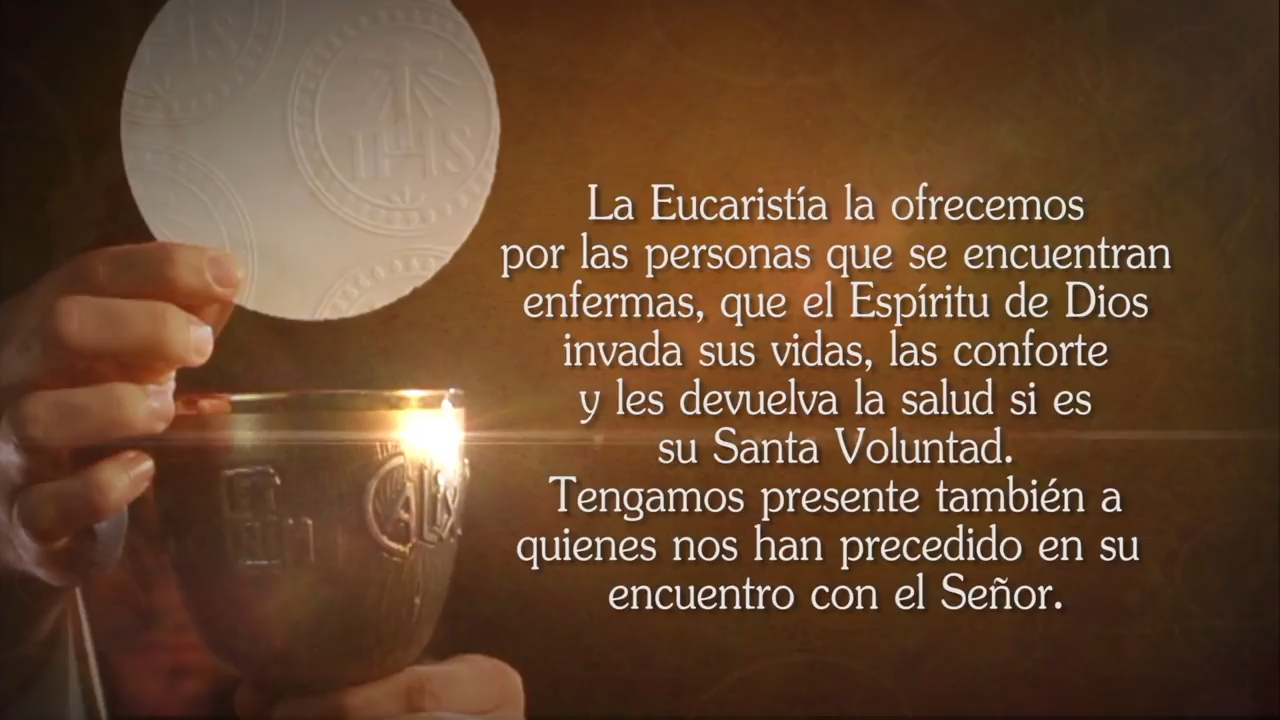 IHS
La Eucaristía la ofrecemos
por las personas que se encuentran
enfermas, que el Espíritu de Dios
invada sus vidas, las conforte
y les devuelva la salud si es
su Santa Voluntad.
Tengamos presente también a
quienes nos han precedido en su
encuentro con el Señor.